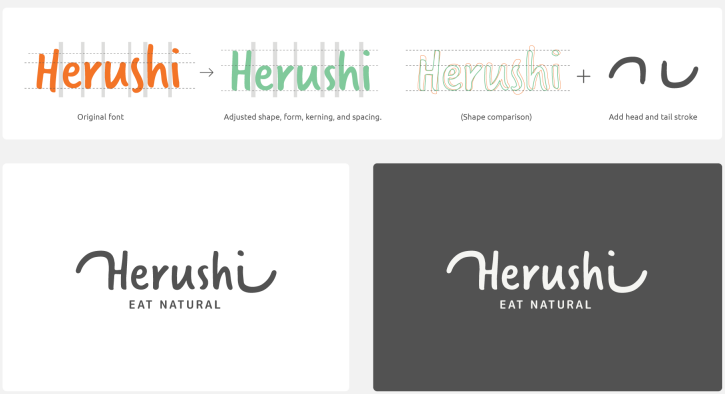 Herushi → Herushi Herushi +
Original font
Adjusted shape, form, kerning, and spacing.
(Shape comparison)
Add head and tail stroke
Herushi
EAT NATURAL
Herushi
EAT NATURAL